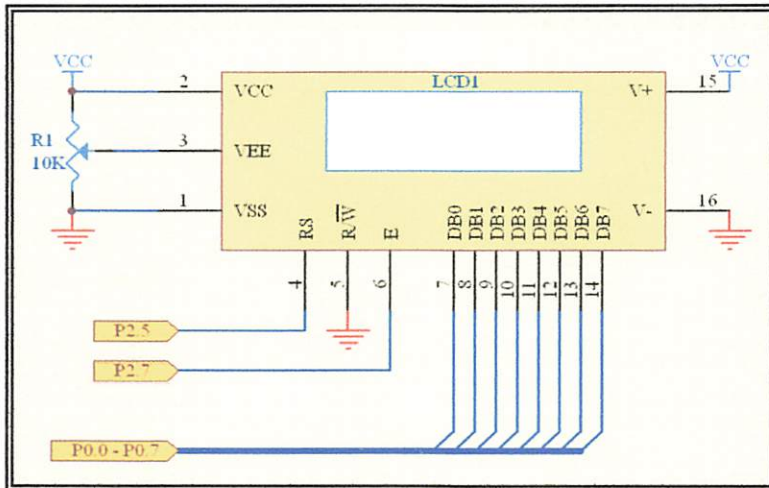 VCC
VCC
2 VCC LCD1 V+ 15
R1
10K
3 VEE
1 VSS V- 16
RS R/W E DB0 DB1 DB2 DB3 DB4 DB5 DB6 DB7
4 5 6 7 8 9 10 11 12 13 14
P2.5
P2.7
P0.0 - P0.7